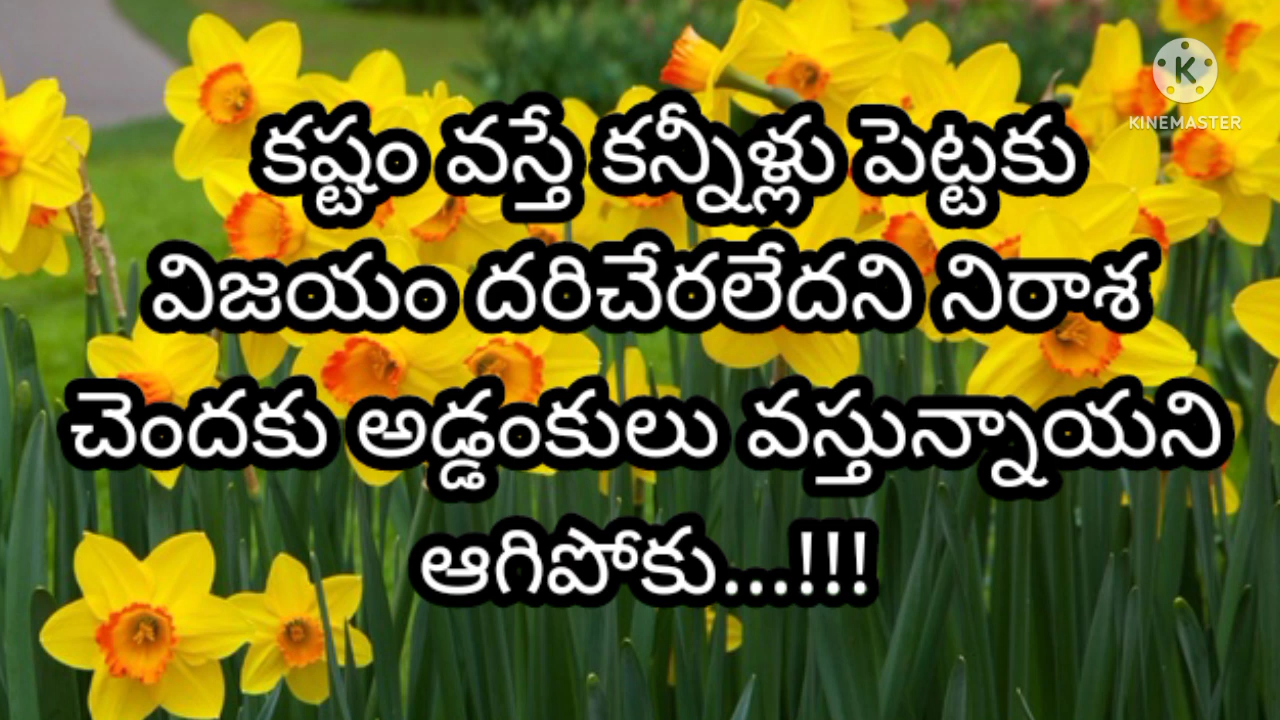 KINEMASTER
కష్టం వస్తే కన్నీళ్లు పెట్టకు
విజయం దరిచేరలేదని నిరాశ
చెందకు అడ్డంకులు వస్తున్నాయని
ఆగిపోకు...!!!